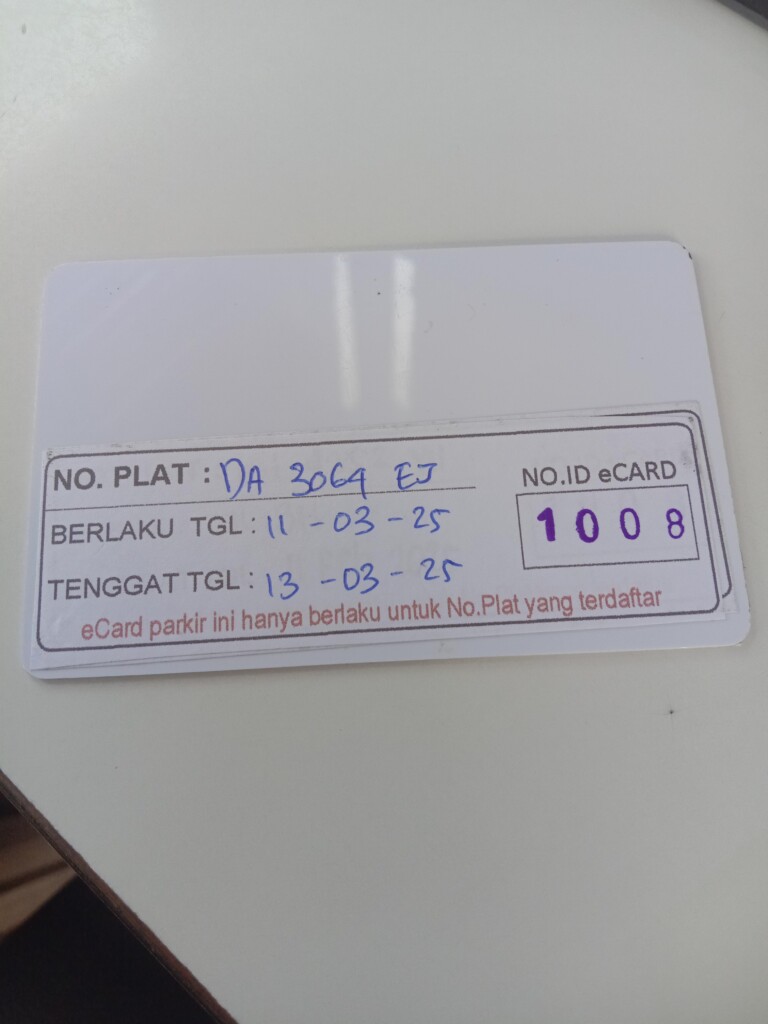 NO. PLAT : DA 3064 EJ
NO.ID eCARD
1008
BERLAKU TGL : 11 - 03 - 25
TENGGAT TGL : 13 - 03 - 25
eCard parkir ini hanya berlaku untuk No.Plat yang terdaftar